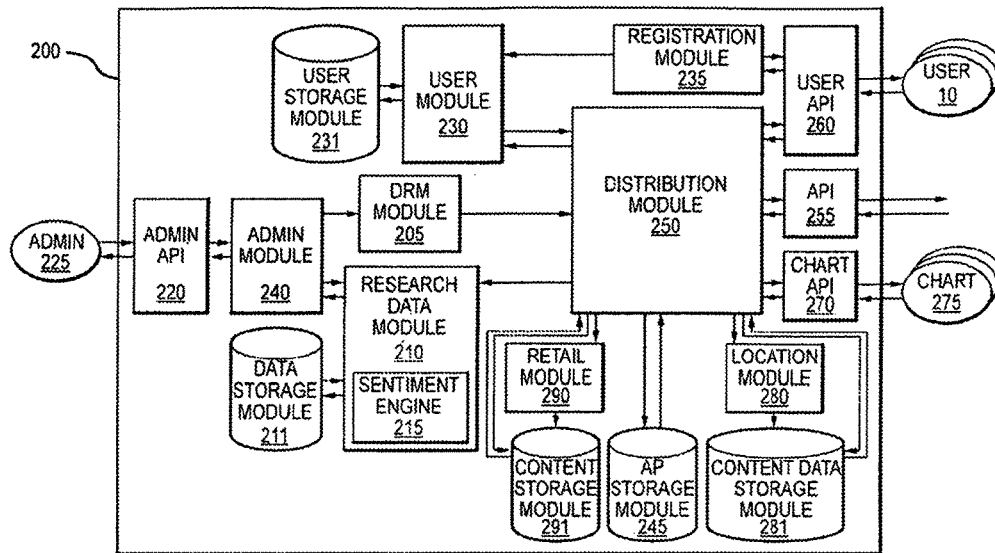 200
USER
STORAGE
MODULE
231
USER
MODULE
230
REGISTRATION
MODULE
235
USER
API
260
USER
10
ADMIN
225
ADMIN API
220
ADMIN
MODULE
240
DRM
MODULE
205
DISTRIBUTION
MODULE
250
API
255
CHART
API
270
CHART
275
DATA
STORAGE
MODULE
211
RESEARCH
DATA
MODULE
210
SENTIMENT
ENGINE
215
RETAIL
MODULE
290
LOCATION
MODULE
280
CONTENT
STORAGE
MODULE
291
AP
STORAGE
MODULE
245
CONTENT DATA
STORAGE
MODULE
281